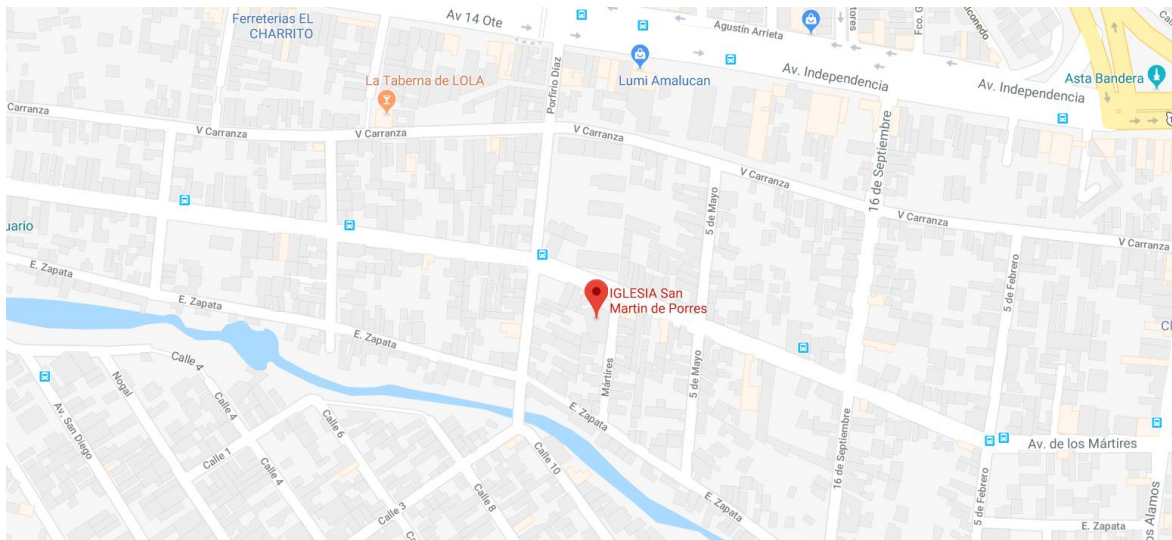 Ferreterias EL
CHARRITO
Av 14 Ote
Agustín Arrieta
Fco. G
La Taberna de LOLA
Porfirio Díaz
Lumi Amalucan
Av. Independencia
Av. Independencia
Asta Bandera
Carranza
V Carranza
V Carranza
V Carranza
V Carranza
16 de Septiembre
5 de Mayo
V Carranza
V Carranza
uario
E. Zapata
E. Zapata
E. Zapata
IGLESIA San
Martin de Porres
5 de Febrero
Calle 4
Nogal
Av. San Diego
Calle 4
Calle 6
Calle 1
Calle 4
Calle 3
Calle 8
Calle 10
Mártires
5 de Mayo
E. Zapata
16 de Septiembre
Av. de los Mártires
E. Zapata
5 de Febrero
E. Zapata
os Alamos